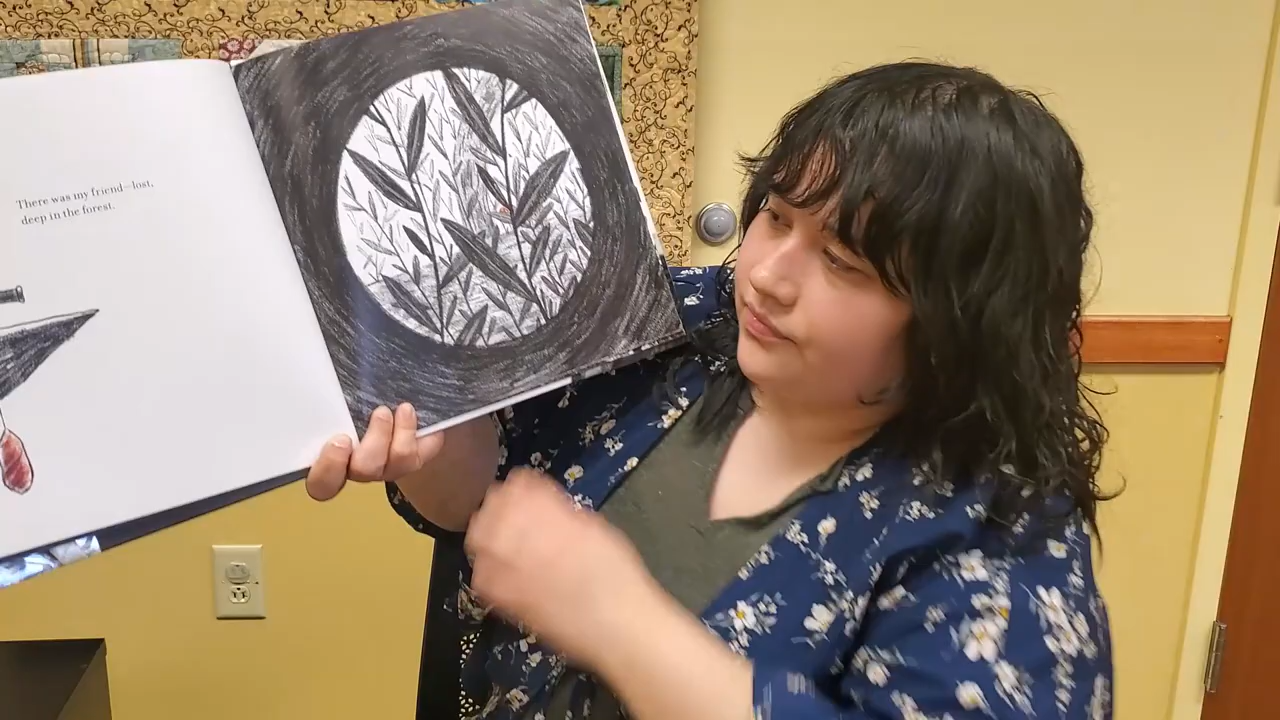 There was my friend—lost,
deep in the forest.